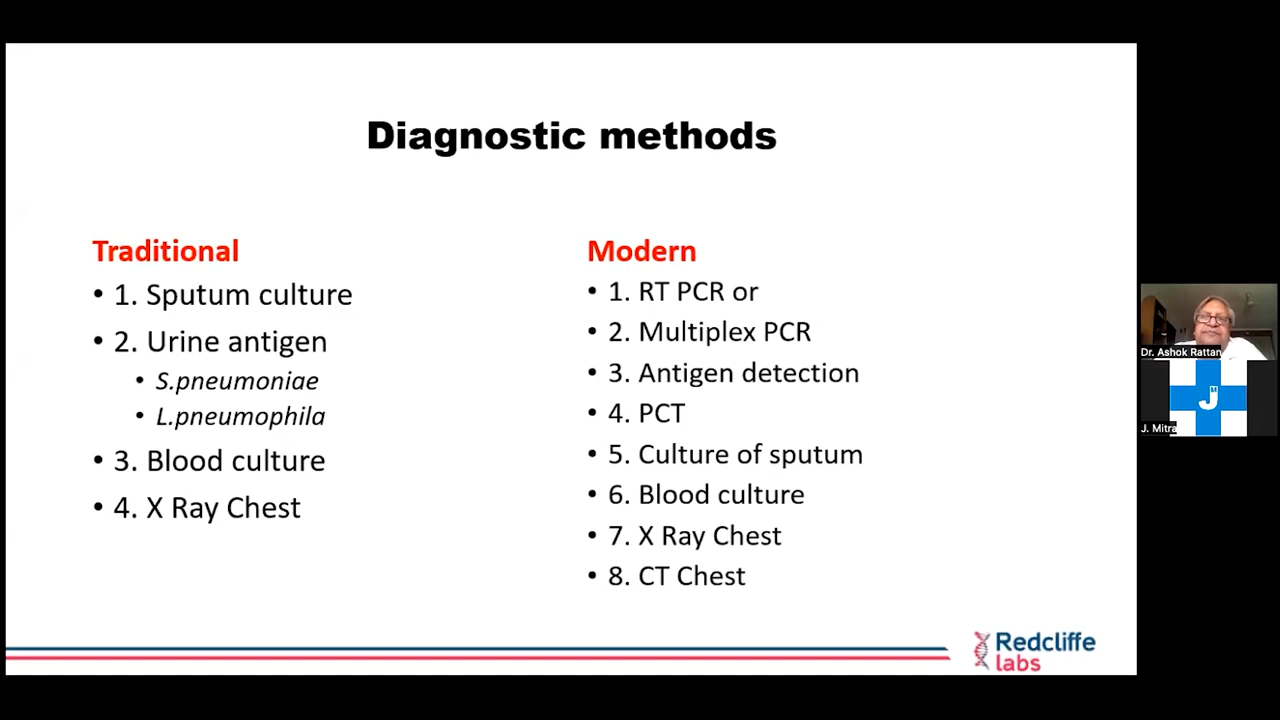 Diagnostic methods
Traditional
• 1. Sputum culture
• 2. Urine antigen
• S.pneumoniae
• L.pneumophila
• 3. Blood culture
• 4. X Ray Chest
Modern
• 1. RT PCR or
• 2. Multiplex PCR
• 3. Antigen detection
• 4. PCT
• 5. Culture of sputum
• 6. Blood culture
• 7. X Ray Chest
• 8. CT Chest
Redcliffe
labs
Dr. Ashok Rattan
JM
J. Mitra